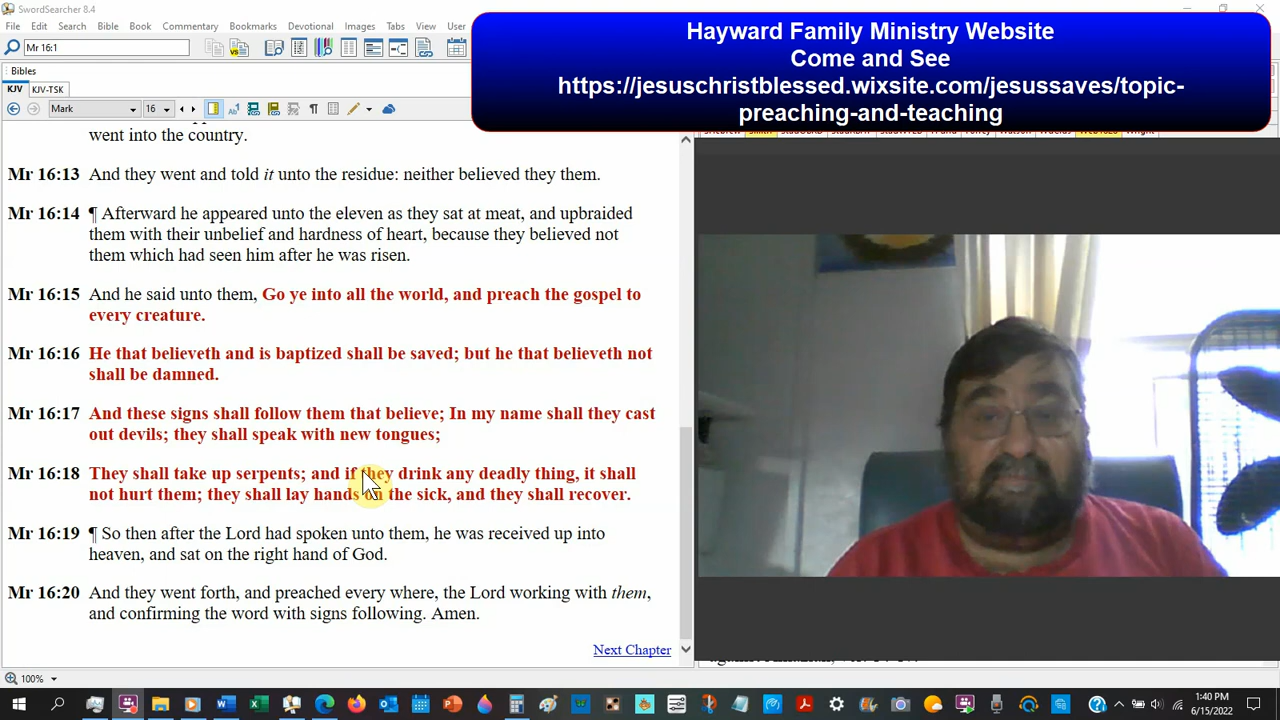 SwordSearcher 8.4
File Edit Search Bible Book Commentary Bookmarks Devotional Images Maps View User
Mr 16:1
Hayward Family Ministry Website
Come and See
https://jesuschristblessed.wixsite.com/jesussaves/topic-
preaching-and-teaching
Bibles
KJV KJV-TSK
Mark 16
went into the country.
Mr 16:13 And they went and told it unto the residue: neither believed they them.
Mr 16:14 ¶ Afterward he appeared unto the eleven as they sat at meat, and upbraided
them with their unbelief and hardness of heart, because they believed not
them which had seen him after he was risen.
Mr 16:15 And he said unto them, Go ye into all the world, and preach the gospel to
every creature.
Mr 16:16 He that believeth and is baptized shall be saved; but he that believeth not
shall be damned.
Mr 16:17 And these signs shall follow them that believe; In my name shall they cast
out devils; they shall speak with new tongues;
Mr 16:18 They shall take up serpents; and if they drink any deadly thing, it shall
not hurt them; they shall lay hands on the sick, and they shall recover.
Mr 16:19 ¶ So then after the Lord had spoken unto them, he was received up into
heaven, and sat on the right hand of God.
Mr 16:20 And they went forth, and preached every where, the Lord working with them,
and confirming the word with signs following. Amen.
Next Chapter
100%
1:40 PM
6/15/2022